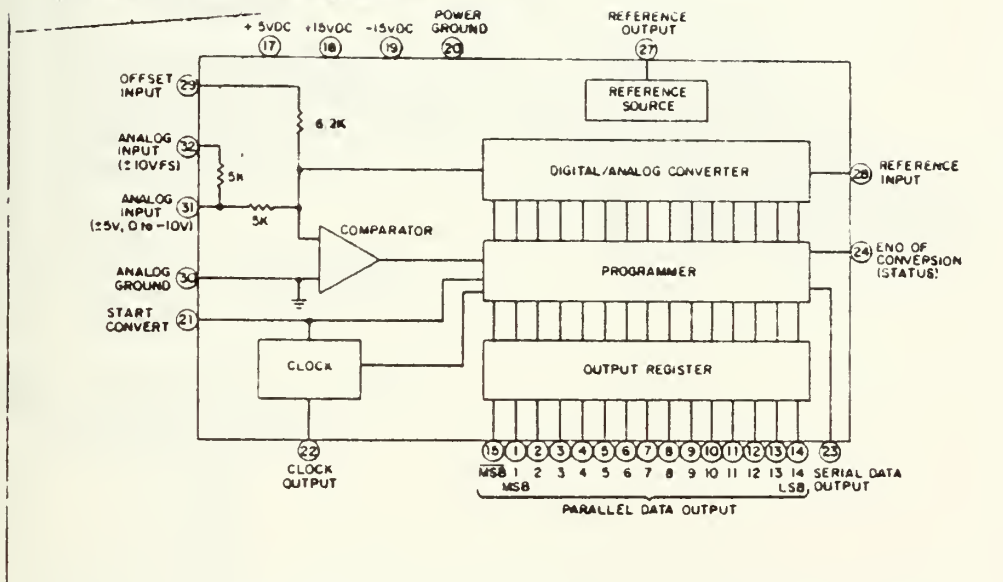 + 5VDC +15VDC -15VDC POWER GROUND
17 18 19 20
REFERENCE OUTPUT
27
REFERENCE SOURCE
OFFSET INPUT 29
6.2K
ANALOG INPUT (±10VFS) 32
5K
ANALOG INPUT (±5V, 0 to -10V) 31
5K
COMPARATOR
ANALOG GROUND 30
START CONVERT 21
CLOCK
22
CLOCK OUTPUT
DIGITAL/ANALOG CONVERTER
28 REFERENCE INPUT
PROGRAMMER
24 END OF CONVERSION (STATUS)
OUTPUT REGISTER
15 1 2 3 4 5 6 7 8 9 10 11 12 13 14 23
MSB 1 2 3 4 5 6 7 8 9 10 11 12 13 14 SERIAL DATA OUTPUT
MSB LSB
PARALLEL DATA OUTPUT